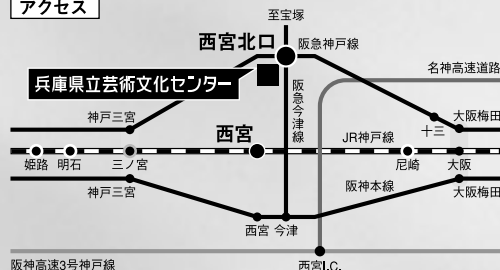 アクセス
至宝塚
西宮北口
阪急神戸線
名神高速道路
兵庫県立芸術文化センター
阪急今津線
神戸三宮
十三
大阪梅田
西宮
JR神戸線
姫路
明石
三ノ宮
尼崎
大阪
神戸三宮
阪神本線
大阪梅田
西宮
今津
阪神高速3号神戸線
西宮I.C.